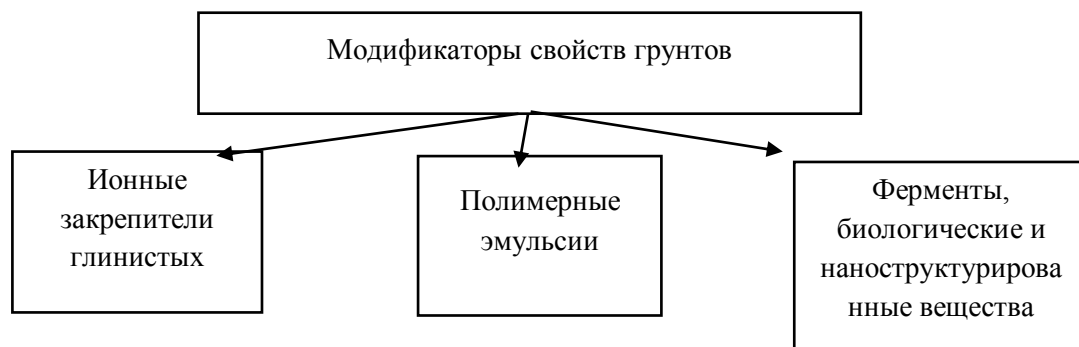 Модификаторы свойств грунтов
Ионные
закрепители
глинистых
Полимерные
эмульсии
Ферменты,
биологические и
наноструктурирова
нные вещества